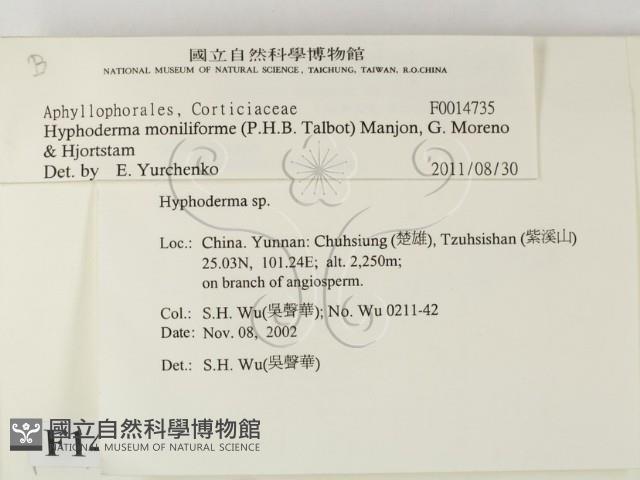 B
國立自然科學博物館
NATIONAL MUSEUM OF NATURAL SCIENCE, TAICHUNG, TAIWAN, R.O.CHINA
Aphyllophorales, Corticiaceae F0014735
Hyphoderma moniliforme (P.H.B. Talbot) Manjon, G. Moreno
& Hjortstam
Det. by E. Yurchenko 2011/08/30
Hyphoderma sp.
Loc.: China. Yunnan: Chuhsiung (楚雄), Tzuhsishan (紫溪山)
25.03N, 101.24E; alt. 2,250m;
on branch of angiosperm.
Col.: S.H. Wu(吳聲華); No. Wu 0211-42
Date: Nov. 08, 2002
Det.: S.H. Wu(吳聲華)
國立自然科學博物館
NATIONAL MUSEUM OF NATURAL SCIENCE